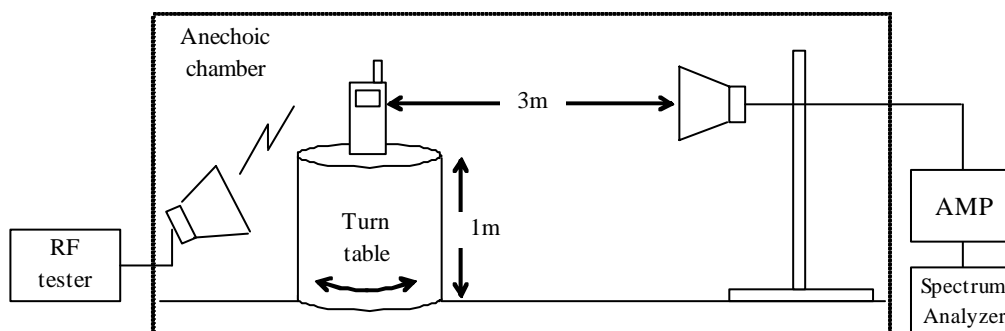 Anechoic
chamber
3m
1m
Turn
table
RF
tester
AMP
Spectrum
Analyzer